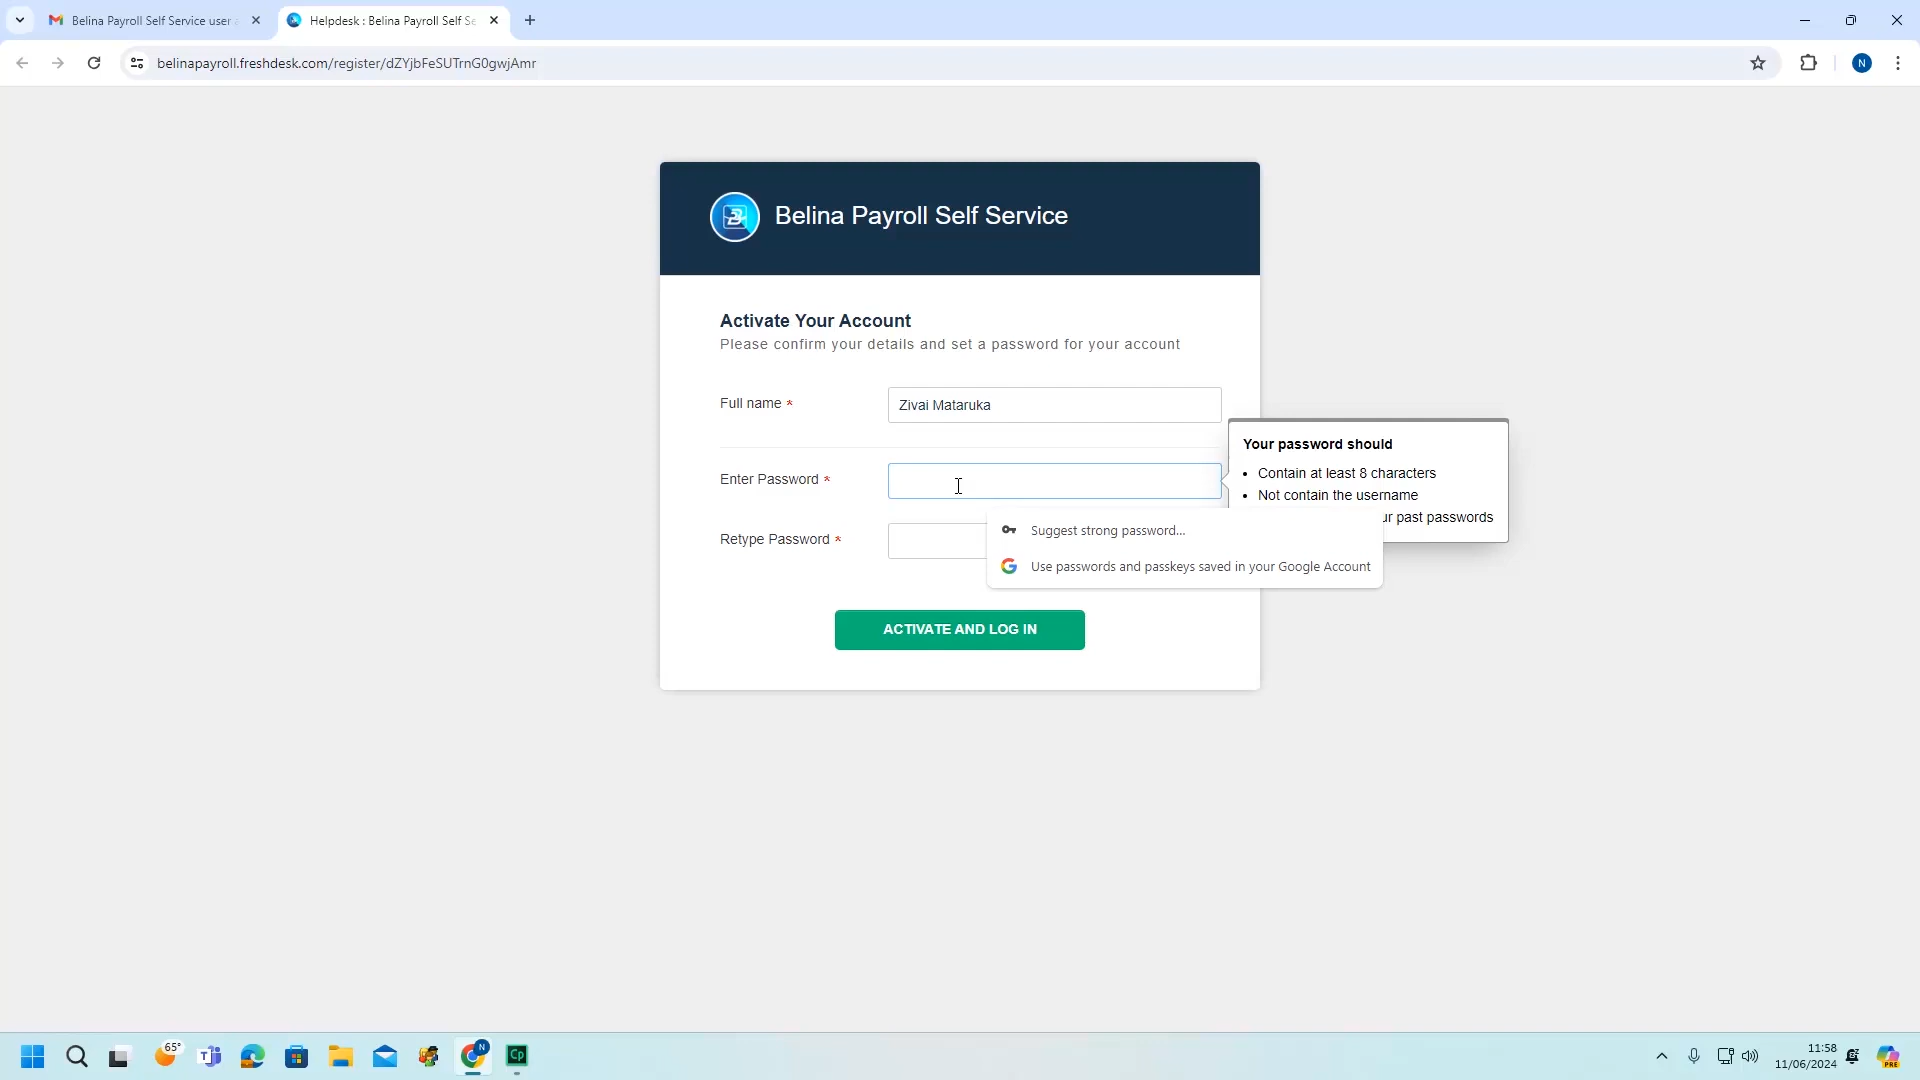 Belina Payroll Self Service user
Helpdesk : Belina Payroll Self Se
belinapayroll.freshdesk.com/register/dZYjbFeSUTrnG0gwjAmr
N
Belina Payroll Self Service
Activate Your Account
Please confirm your details and set a password for your account
Full name *
Zivai Mataruka
Your password should
Contain at least 8 characters
Enter Password *
Not contain the username
ur past passwords
Suggest strong password...
Retype Password *
Use passwords and passkeys saved in your Google Account
ACTIVATE AND LOG IN
65°
N
Cp
11:58
11/06/2024
PRE